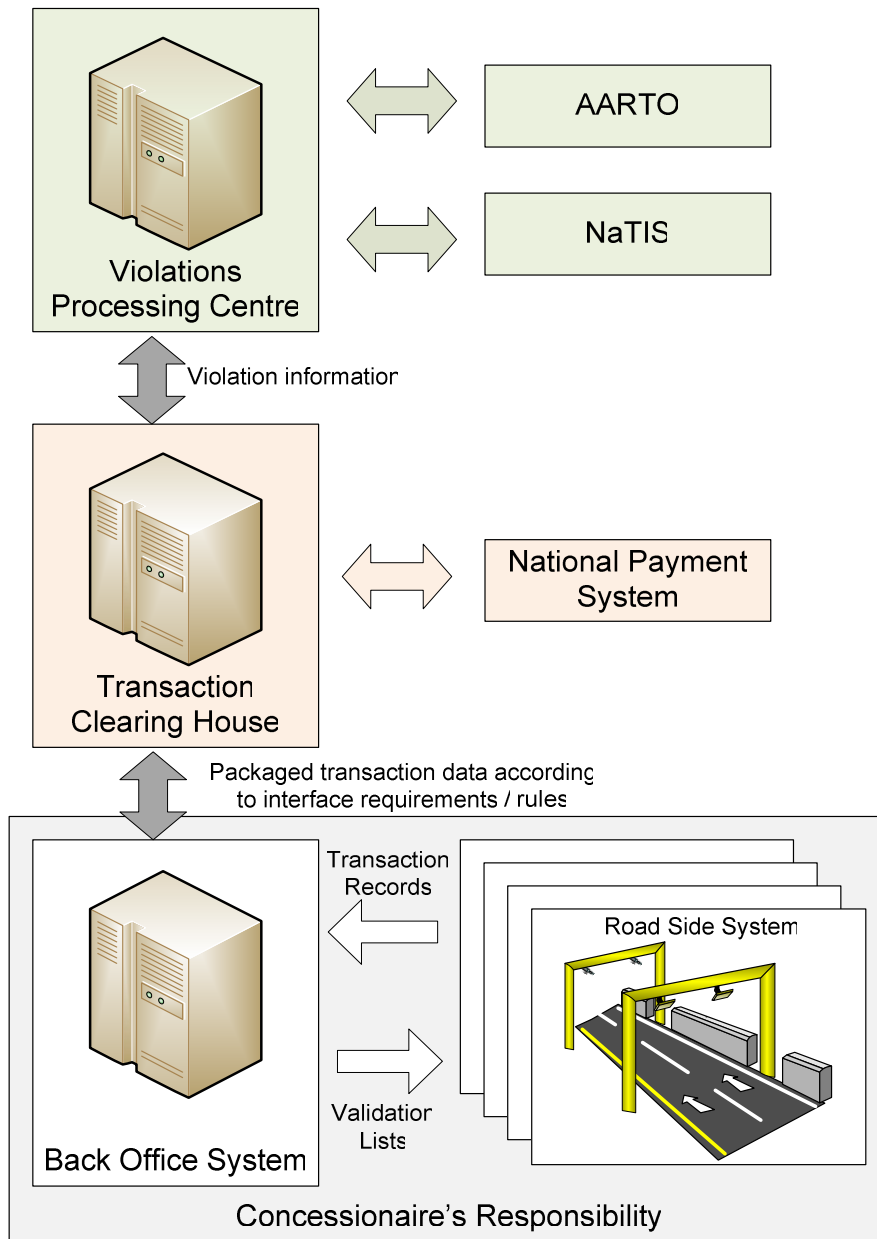 AARTO
NaTIS
Violations
Processing Centre
Violation information
National Payment
System
Transaction
Clearing House
Packaged transaction data according
to interface requirements / rules
Transaction
Records
Road Side System
Validation
Lists
Back Office System
Concessionaire's Responsibility